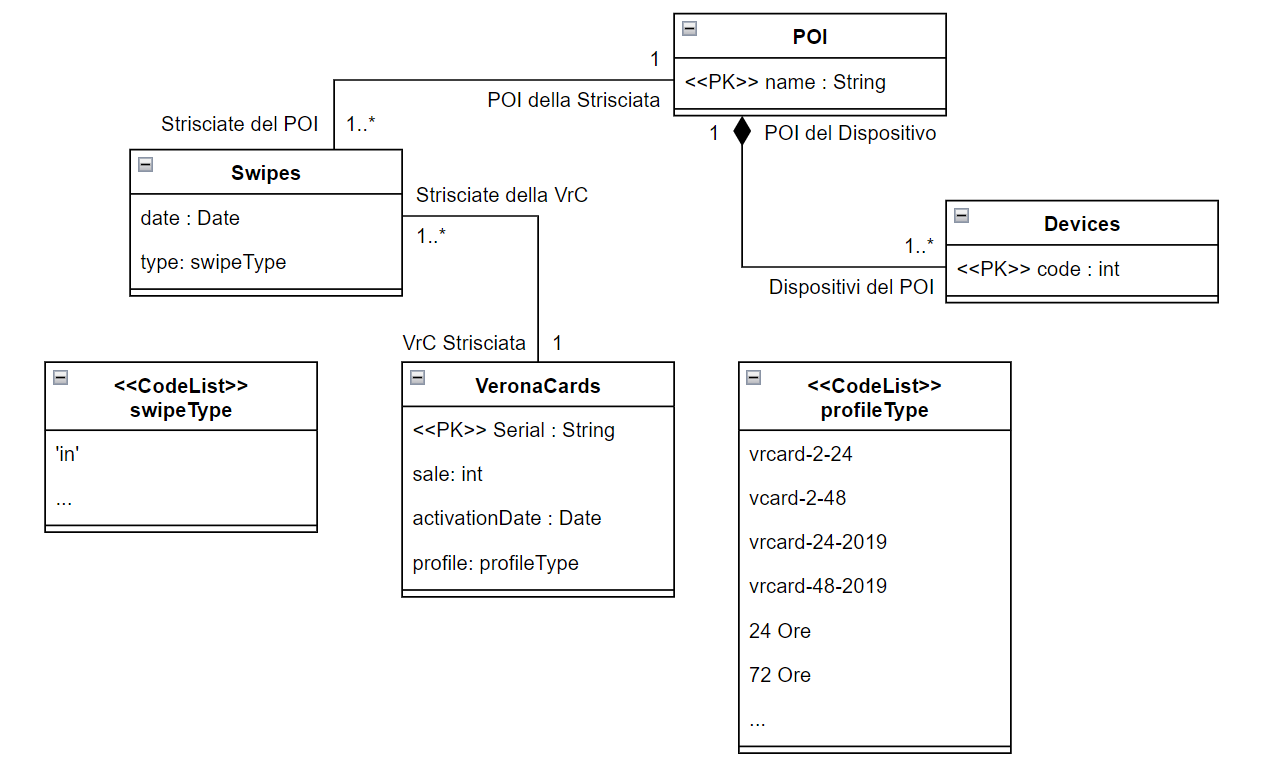 POI
<<PK>> name : String
1
POI della Strisciata
Strisciate del POI
1..*
1
POI del Dispositivo
Swipes
date : Date
type: swipeType
Strisciate della VrC
1..*
Devices
<<PK>> code : int
1..*
Dispositivi del POI
VrC Strisciata
1
<<CodeList>>
swipeType
'in'
...
VeronaCards
<<PK>> Serial : String
sale: int
activationDate : Date
profile: profileType
<<CodeList>>
profileType
vrcard-2-24
vcard-2-48
vrcard-24-2019
vrcard-48-2019
24 Ore
72 Ore
...